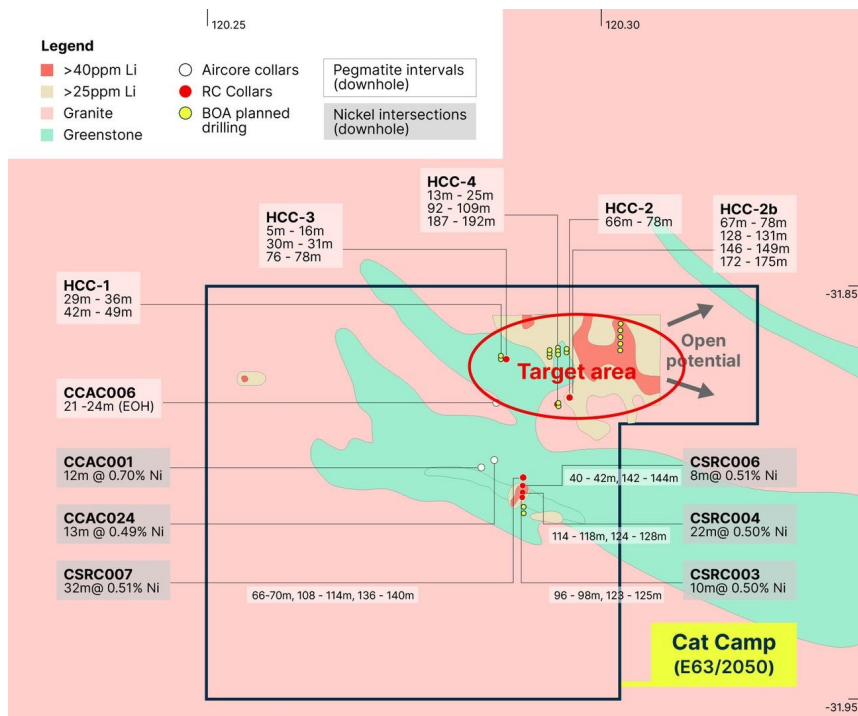 120.25
120.30
Legend
>40ppm Li
>25ppm Li
Granite
Greenstone
Aircore collars
RC Collars
BOA planned
drilling
Pegmatite intervals
(downhole)
Nickel intersections
(downhole)
HCC-4
13m - 25m
92 - 109m
187 - 192m
HCC-2
66m - 78m
HCC-2b
67m - 78m
128 - 131m
146 - 149m
172 - 175m
HCC-3
5m - 16m
30m - 31m
76 - 78m
HCC-1
29m - 36m
42m - 49m
-31.85
Open
potential
Target area
CCAC006
21 -24m (EOH)
CCAC001
12m @ 0.70% Ni
CCAC024
13m @ 0.49% Ni
CSRC007
32m@ 0.51% Ni
66-70m, 108 - 114m, 136 - 140m
40 - 42m, 142 - 144m
CSRC006
8m@ 0.51% Ni
114 - 118m, 124 - 128m
CSRC004
22m@ 0.50% Ni
96 - 98m, 123 - 125m
CSRC003
10m@ 0.50% Ni
Cat Camp
(E63/2050)
-31.95